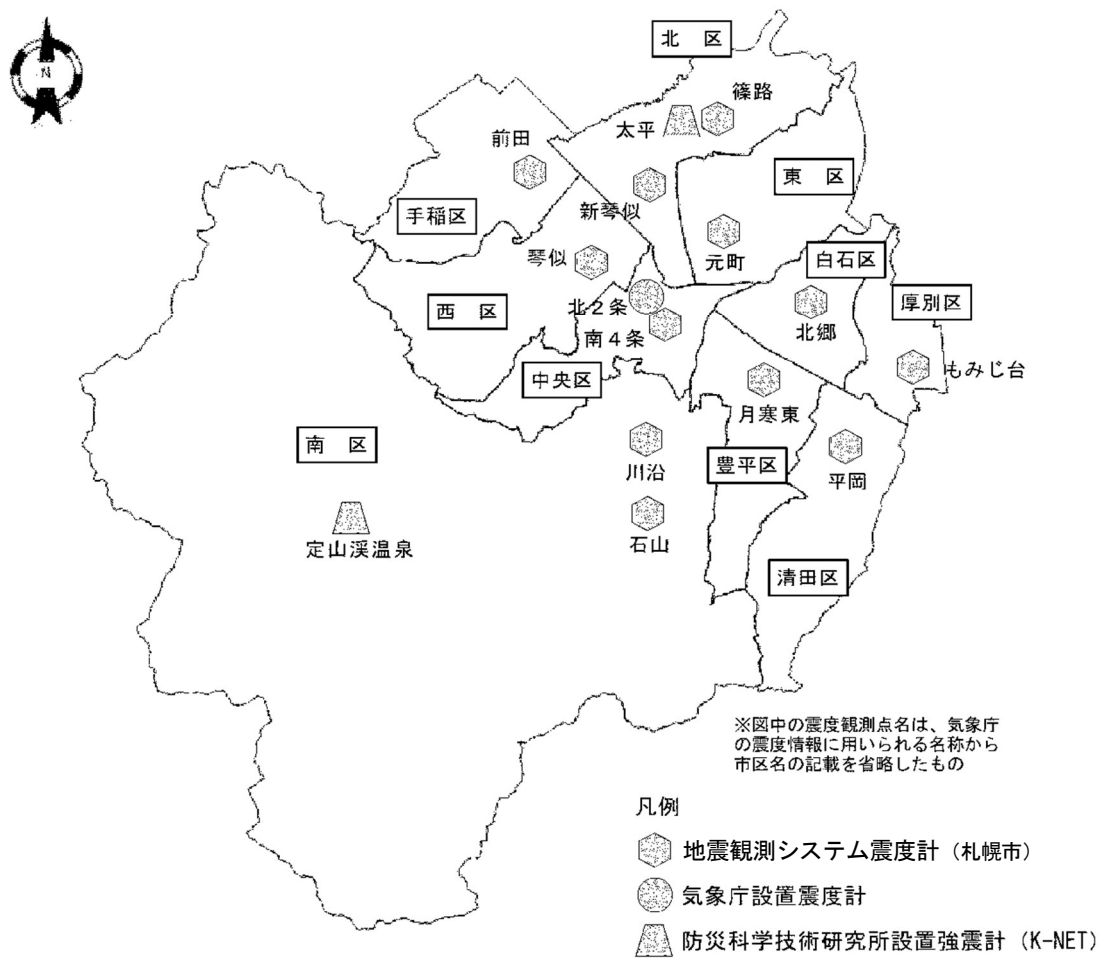 N
北　区
篠路
太平
前田
東　区
手稲区
新琴似
元町
琴似
白石区
西　区
北２条
厚別区
南４条
北郷
中央区
もみじ台
月寒東
南　区
川沿
豊平区
平岡
定山渓温泉
石山
清田区
※図中の震度観測点名は、気象庁
の震度情報に用いられる名称から
市区名の記載を省略したもの
凡例
地震観測システム震度計（札幌市）
気象庁設置震度計
防災科学技術研究所設置強震計（K-NET）